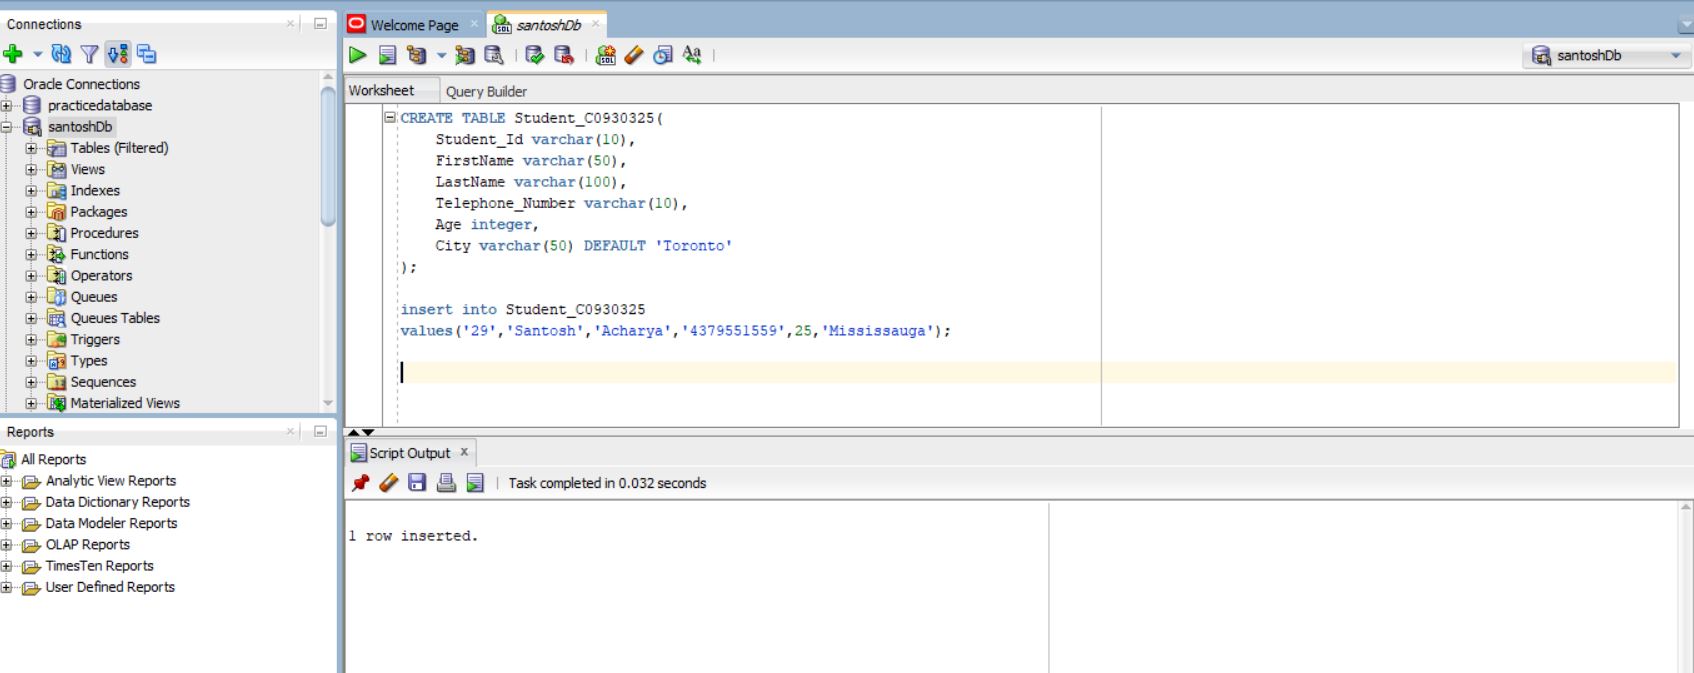 Connections
Oracle Connections
practicedatabase
santoshDb
Tables (Filtered)
Views
Indexes
Packages
Procedures
Functions
Operators
Queues
Queues Tables
Triggers
Types
Sequences
Materialized Views
Reports
All Reports
Analytic View Reports
Data Dictionary Reports
Data Modeler Reports
OLAP Reports
TimesTen Reports
User Defined Reports
Welcome Page
santoshDb
santoshDb
Worksheet
Query Builder
CREATE TABLE Student_C0930325(
Student_Id varchar(10),
FirstName varchar(50),
LastName varchar(100),
Telephone_Number varchar(10),
Age integer,
City varchar(50) DEFAULT 'Toronto'
);
insert into Student_C0930325
values('29','Santosh','Acharya','4379551559',25,'Mississauga');
Script Output
Task completed in 0.032 seconds
1 row inserted.